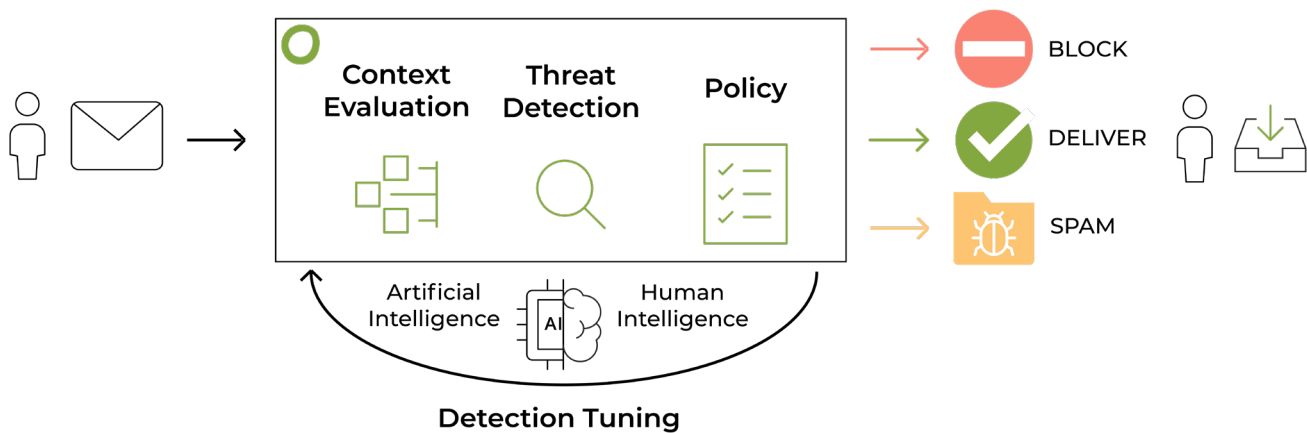 Context
Evaluation
Threat
Detection
Policy
BLOCK
DELIVER
SPAM
Artificial
Intelligence
AI
Human
Intelligence
Detection Tuning